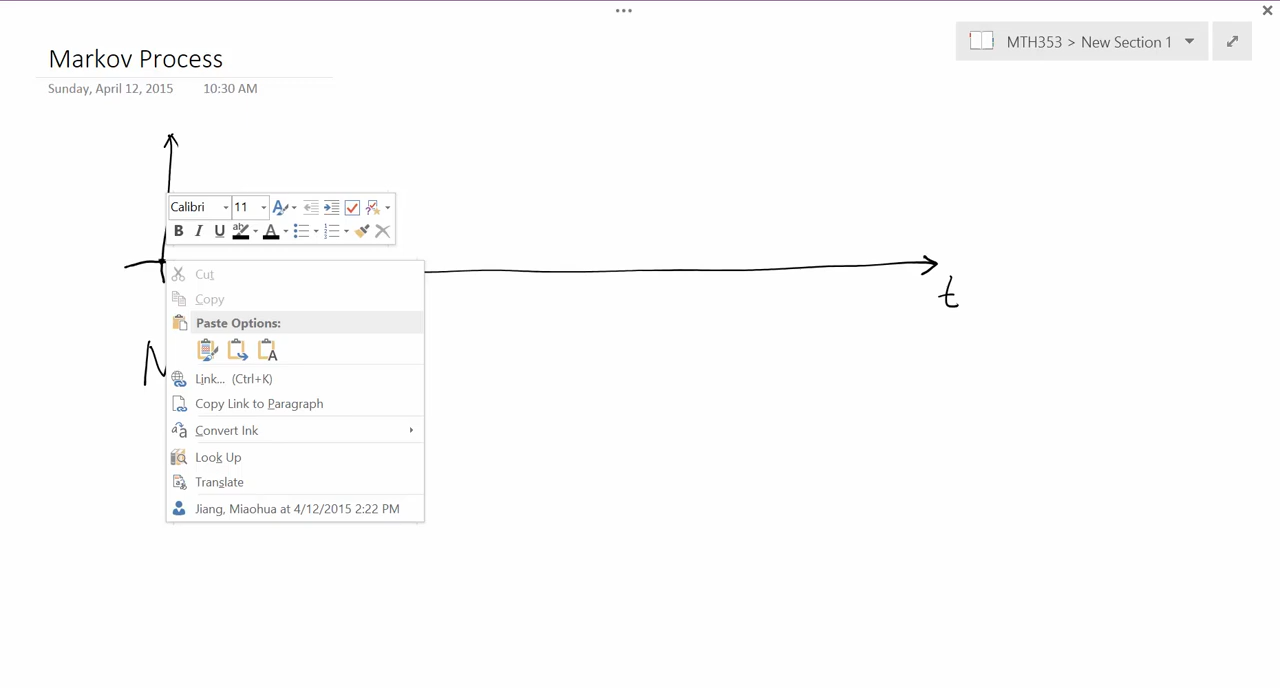 MTH353 > New Section 1
Markov Process
Sunday, April 12, 2015 10:30 AM
Calibri 11
B I U ab A
Cut
t
Copy
Paste Options:
N
Link... (Ctrl+K)
Copy Link to Paragraph
Convert Ink
Look Up
Translate
Jiang, Miaohua at 4/12/2015 2:22 PM